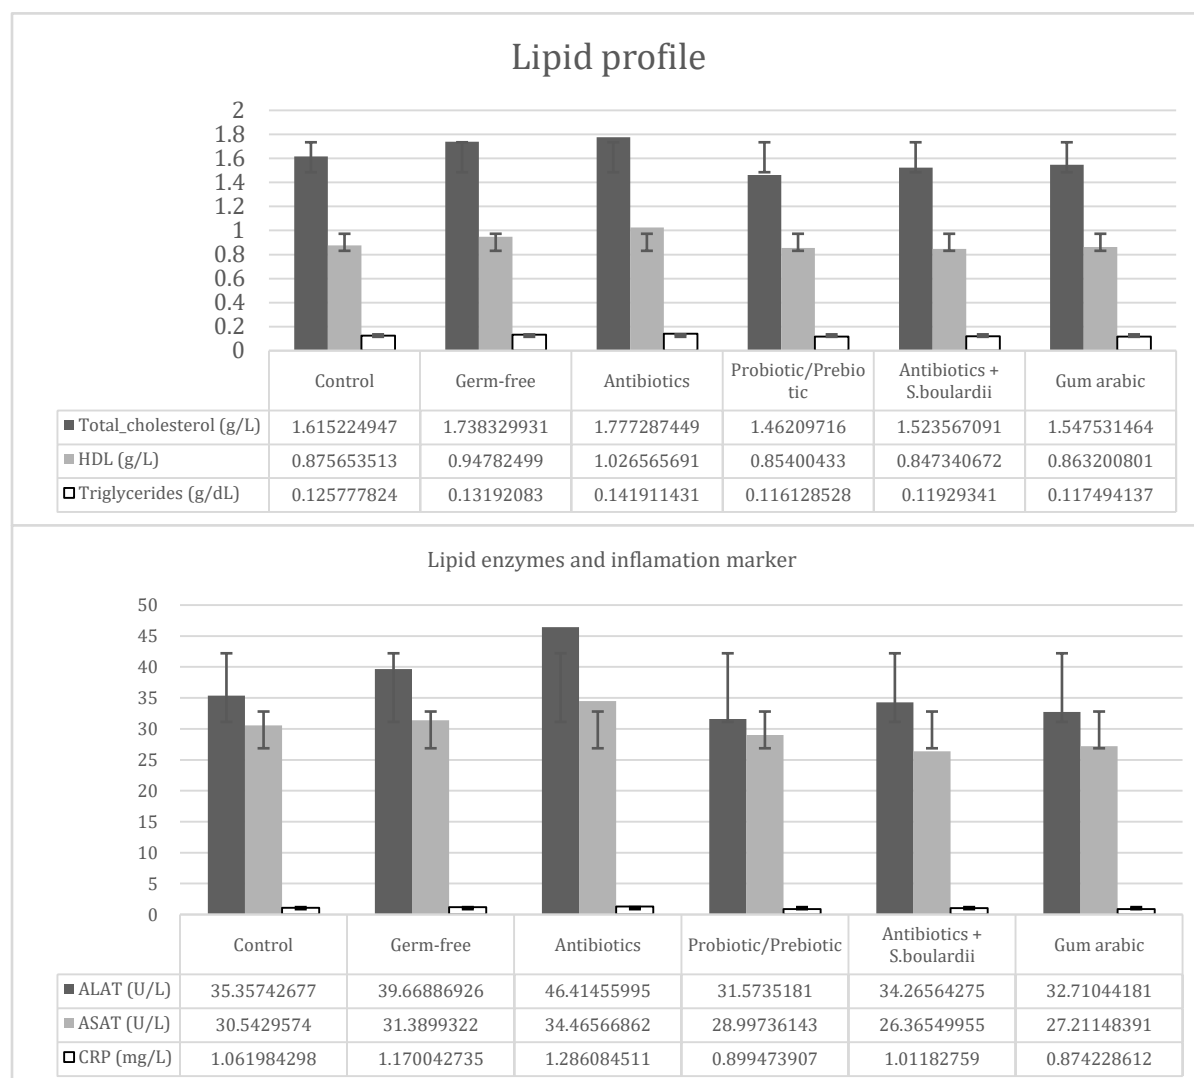 Lipid profile
2
1.8
1.6
1.4
1.2
1
0.8
0.6
0.4
0.2
0
Control Germ-free Antibiotics Probiotic/Prebio
tic Antibiotics +
S.boulardii Gum arabic
Total_cholesterol (g/L) 1.615224947 1.738329931 1.777287449 1.46209716 1.523567091 1.547531464
HDL (g/L) 0.875653513 0.94782499 1.026565691 0.85400433 0.847340672 0.863200801
Triglycerides (g/dL) 0.125777824 0.13192083 0.141911431 0.116128528 0.11929341 0.117494137
Lipid enzymes and inflamation marker
50
45
40
35
30
25
20
15
10
5
0
Control Germ-free Antibiotics Probiotic/Prebiotic Antibiotics +
S.boulardii Gum arabic
ALAT (U/L) 35.35742677 39.66886926 46.41455995 31.5735181 34.26564275 32.71044181
ASAT (U/L) 30.5429574 31.3899322 34.46566862 28.99736143 26.36549955 27.21148391
CRP (mg/L) 1.061984298 1.170042735 1.286084511 0.899473907 1.01182759 0.874228612